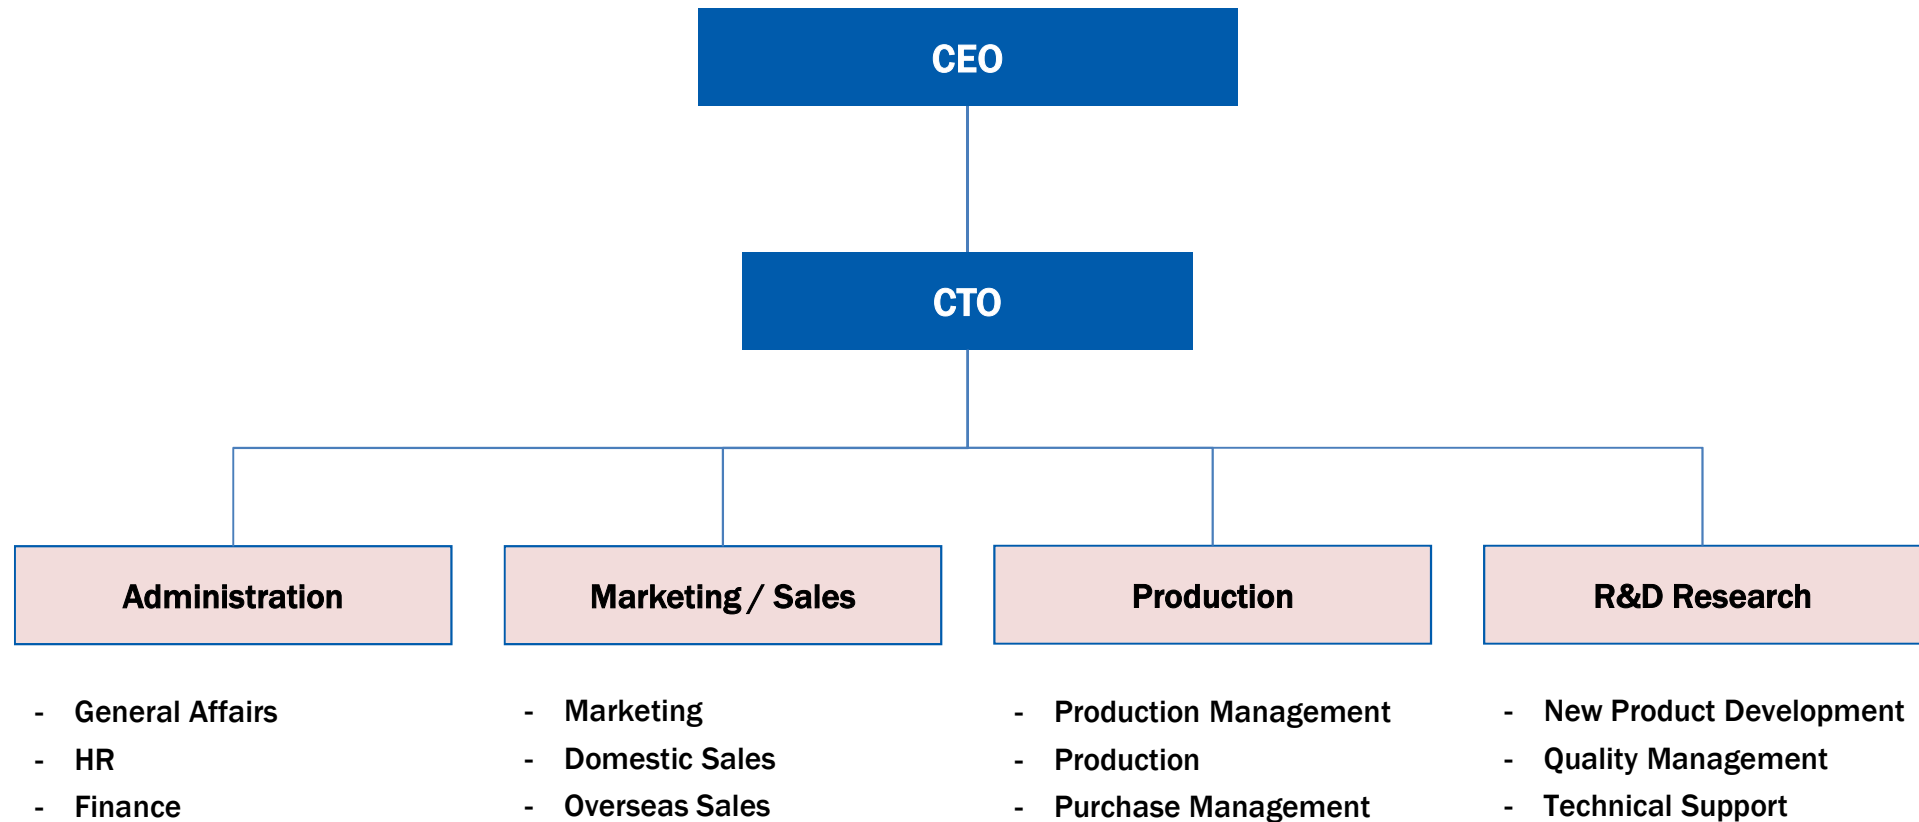 CEO
CTO
Administration
Marketing / Sales
Production
R&D Research
- General Affairs
- HR
- Finance
- Marketing
- Domestic Sales
- Overseas Sales
- Production Management
- Production
- Purchase Management
- New Product Development
- Quality Management
- Technical Support